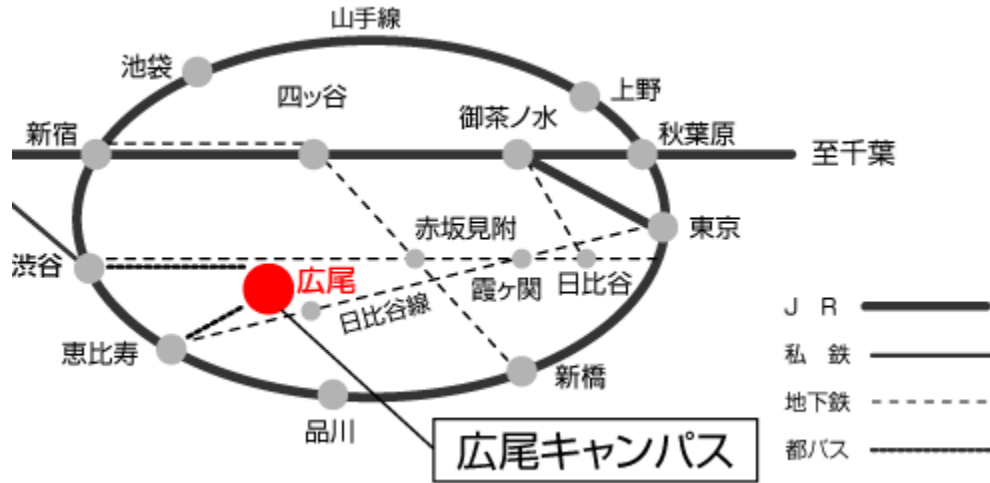 山手線
池袋
上野
四ッ谷
御茶ノ水
新宿
秋葉原
至千葉
赤坂見附
東京
渋谷
広尾
霞ヶ関
日比谷
日比谷線
恵比寿
新橋
品川
広尾キャンパス
J R
私 鉄
地下鉄
都バス